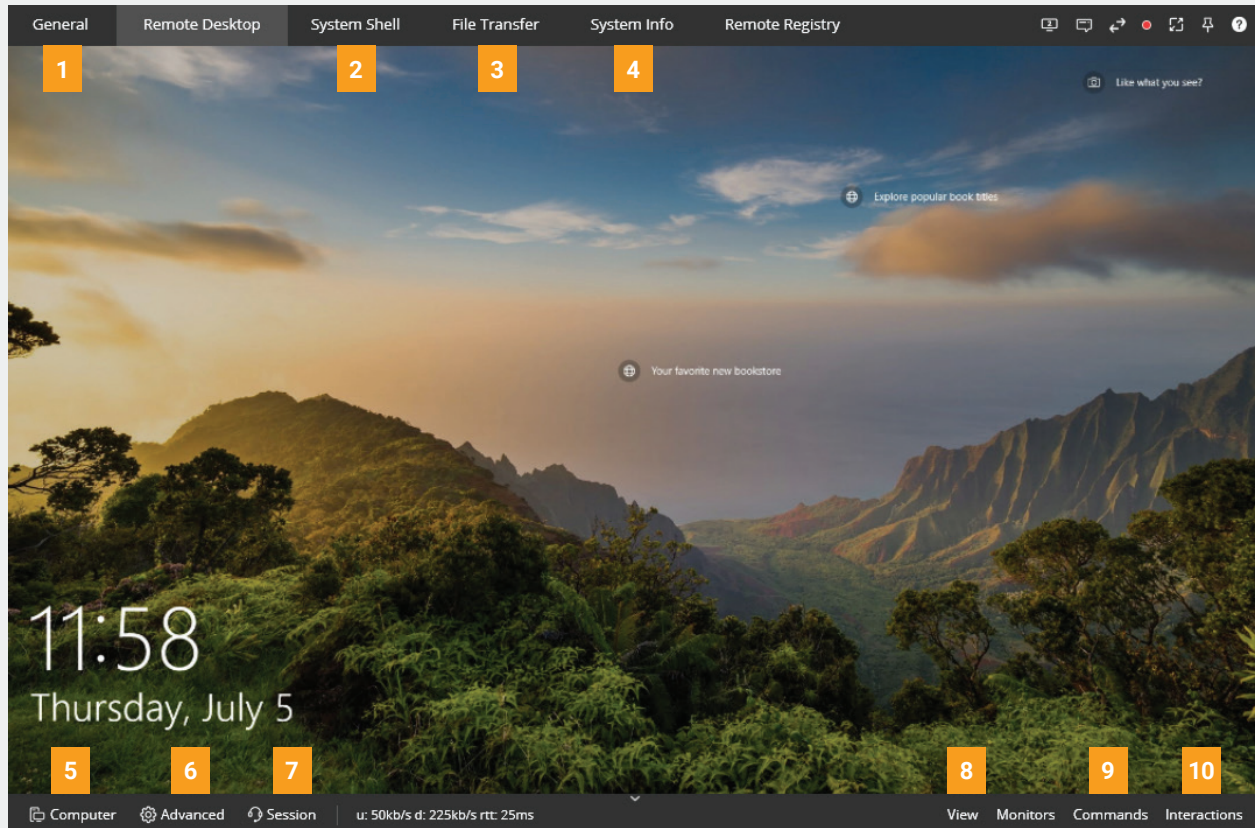 General Remote Desktop System Shell File Transfer System Info Remote Registry 2 ?
1 2 3 4
Like what you see?
Explore popular book titles
Your favorite new bookstore
11:58
Thursday, July 5
5 6 7 8 9 10
Computer Advanced Session u: 50kb/s d: 225kb/s rtt: 25ms View Monitors Commands Interactions